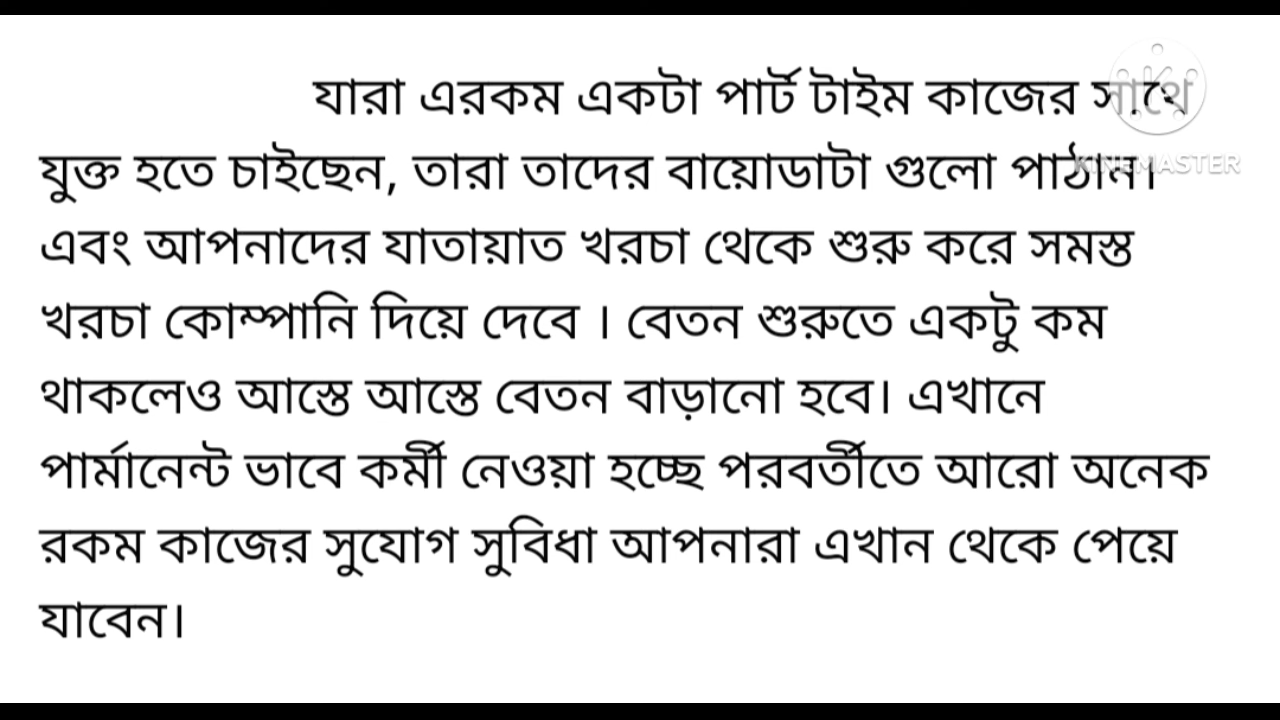 যারা এরকম একটা পার্ট টাইম কাজের সাথে
যুক্ত হতে চাইছেন, তারা তাদের বায়োডাটা গুলো পাঠান।
KINEMASTER
এবং আপনাদের যাতায়াত খরচা থেকে শুরু করে সমস্ত
খরচা কোম্পানি দিয়ে দেবে । বেতন শুরুতে একটু কম
থাকলেও আস্তে আস্তে বেতন বাড়ানো হবে। এখানে
পার্মানেন্ট ভাবে কর্মী নেওয়া হচ্ছে পরবর্তীতে আরো অনেক
রকম কাজের সুযোগ সুবিধা আপনারা এখান থেকে পেয়ে
যাবেন।